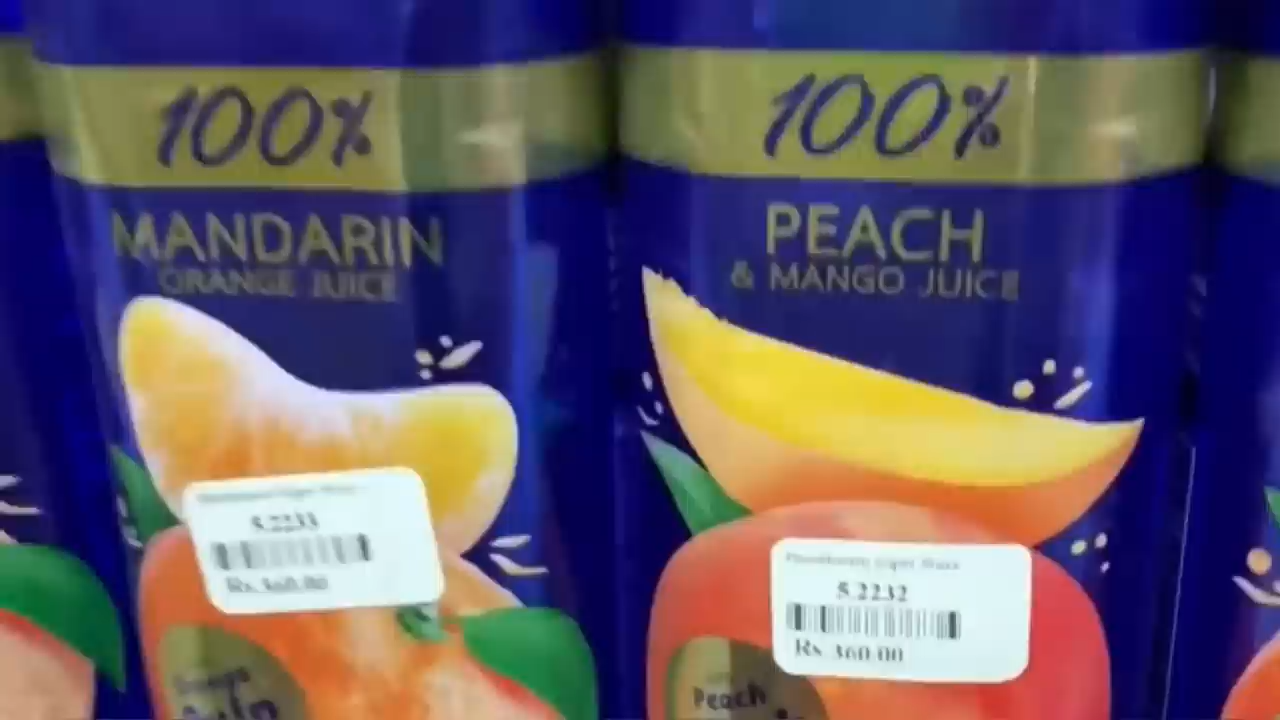 100%
MANDARIN
ORANGE JUICE
5.2233
Rs. 360.00
100%
PEACH
& MANGO JUICE
5.2232
Rs. 360.00
Peach